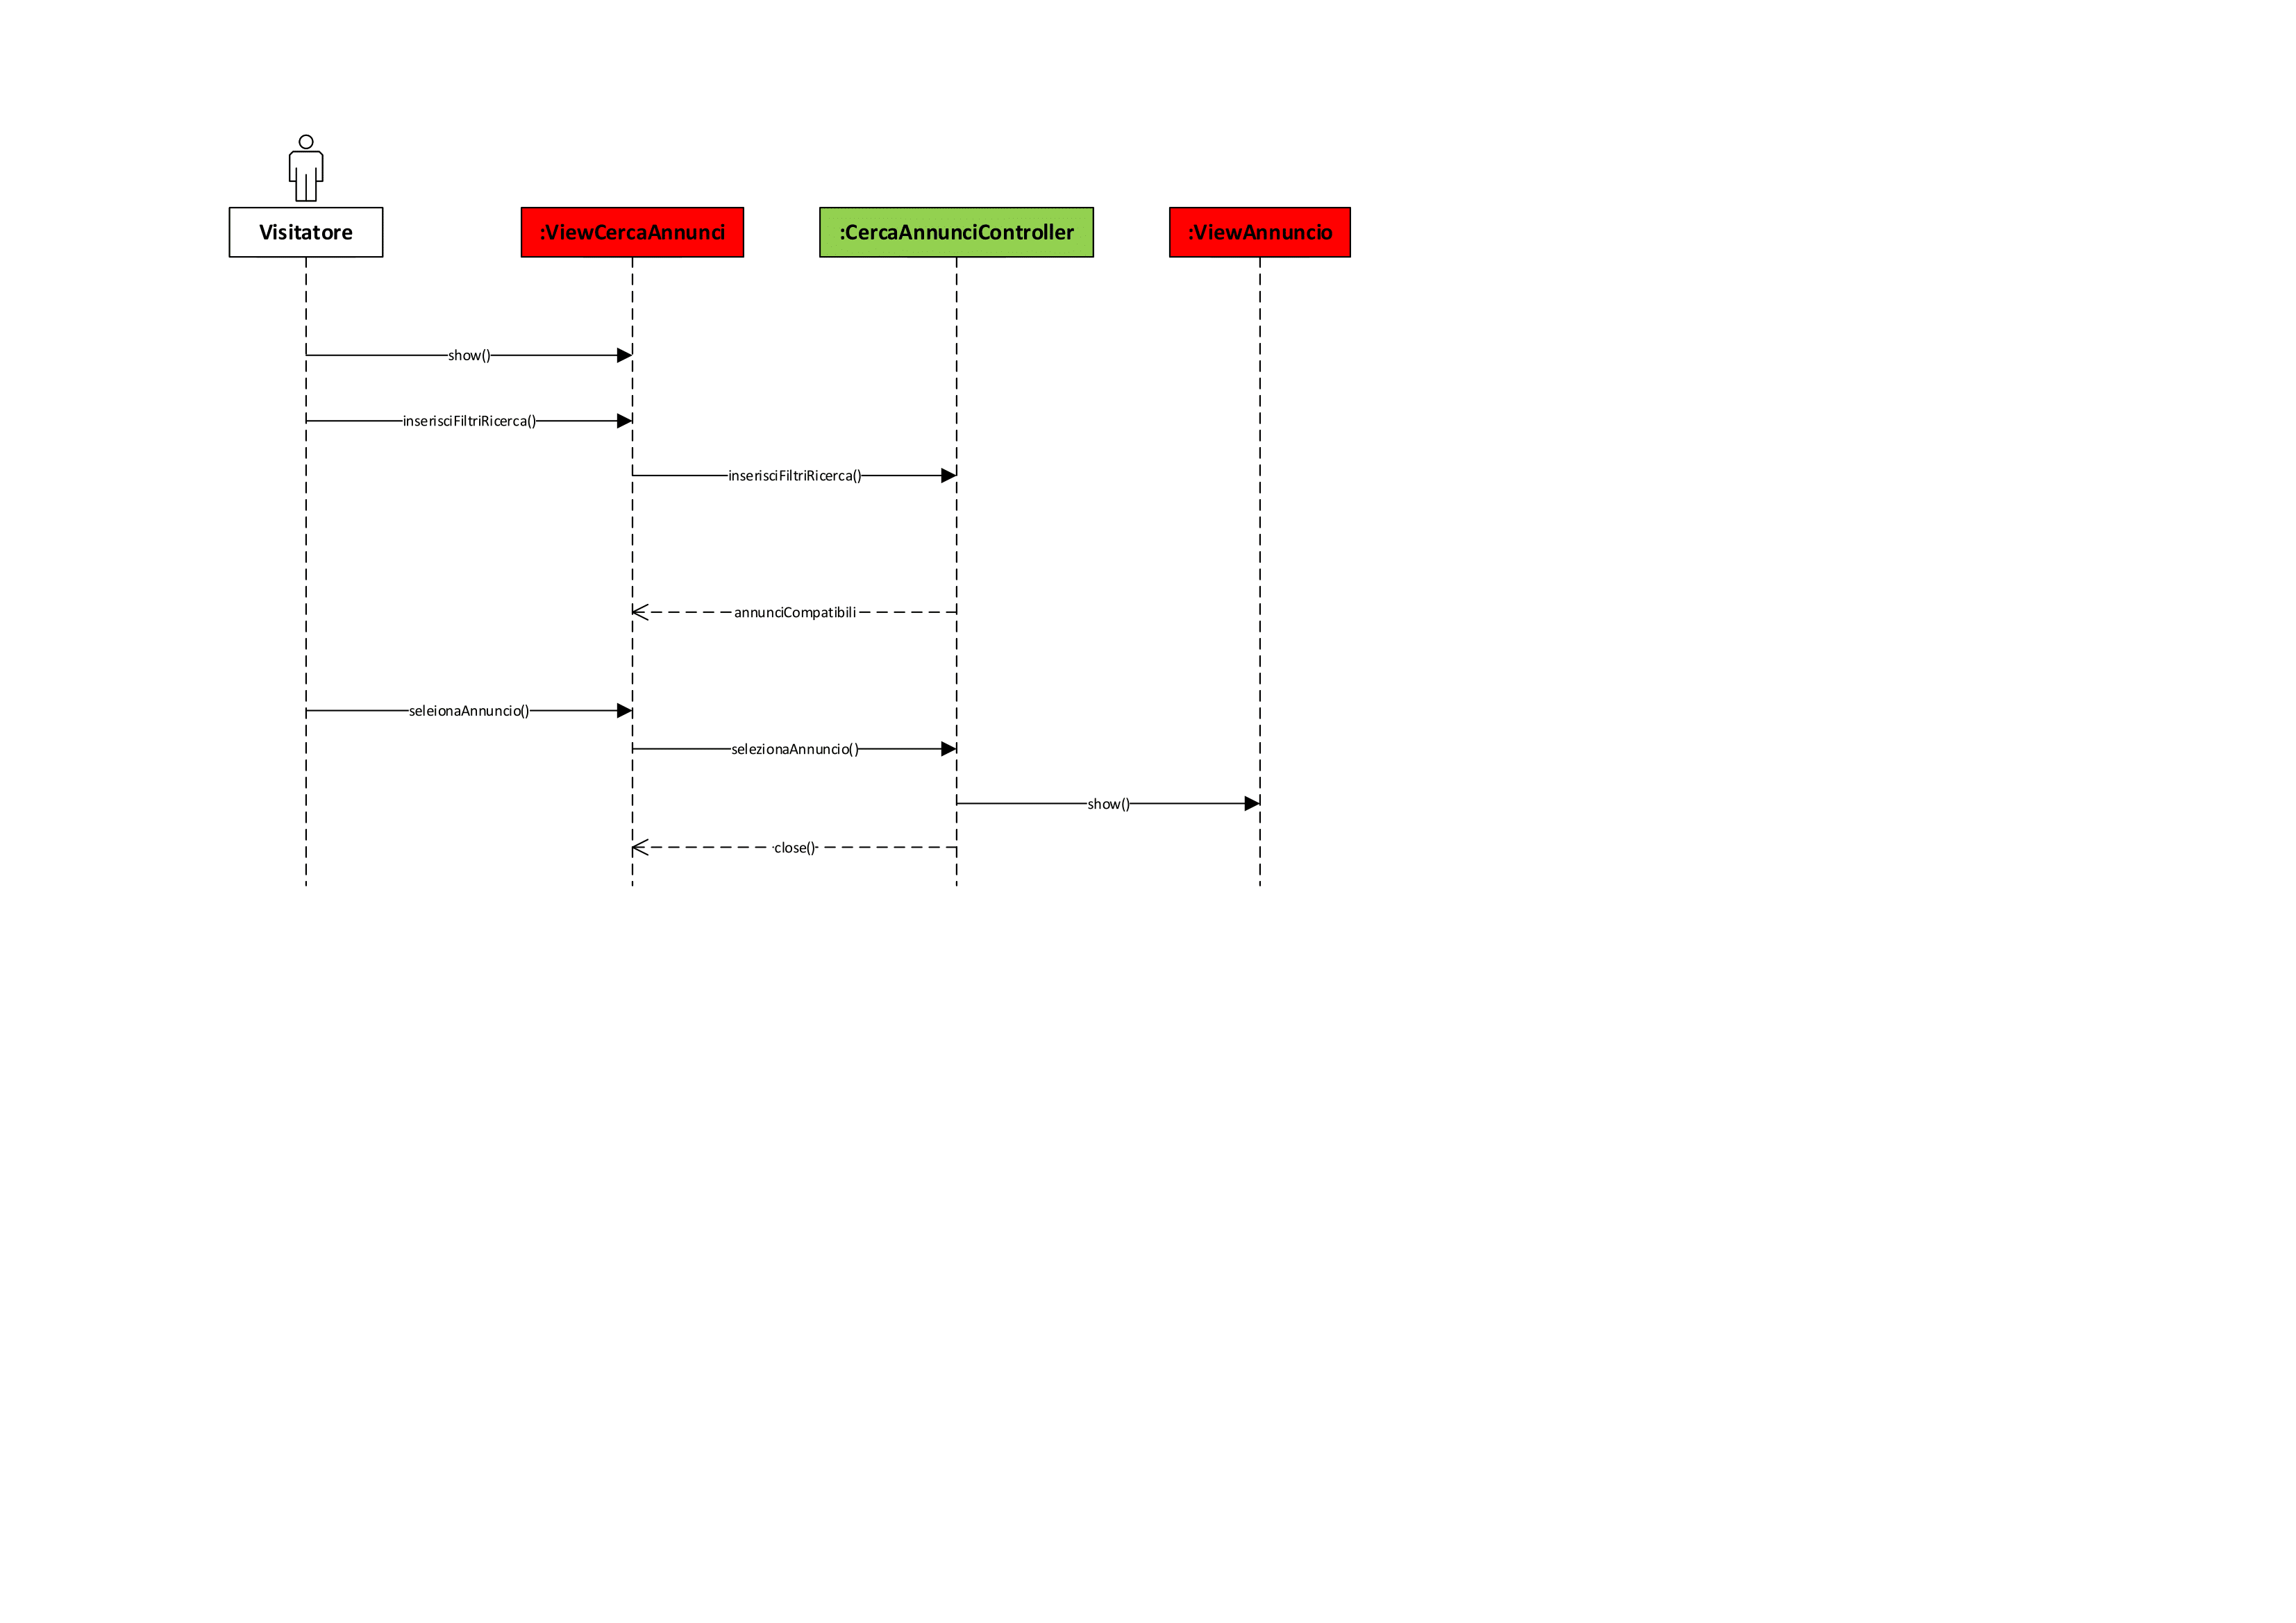 Visitatore
:ViewCercaAnnunci
:CercaAnnunciController
:ViewAnnuncio
show()
inserisciFiltriRicerca()
inserisciFiltriRicerca()
annunciCompatibili
seleionaAnnuncio()
selezionaAnnuncio()
show()
close()